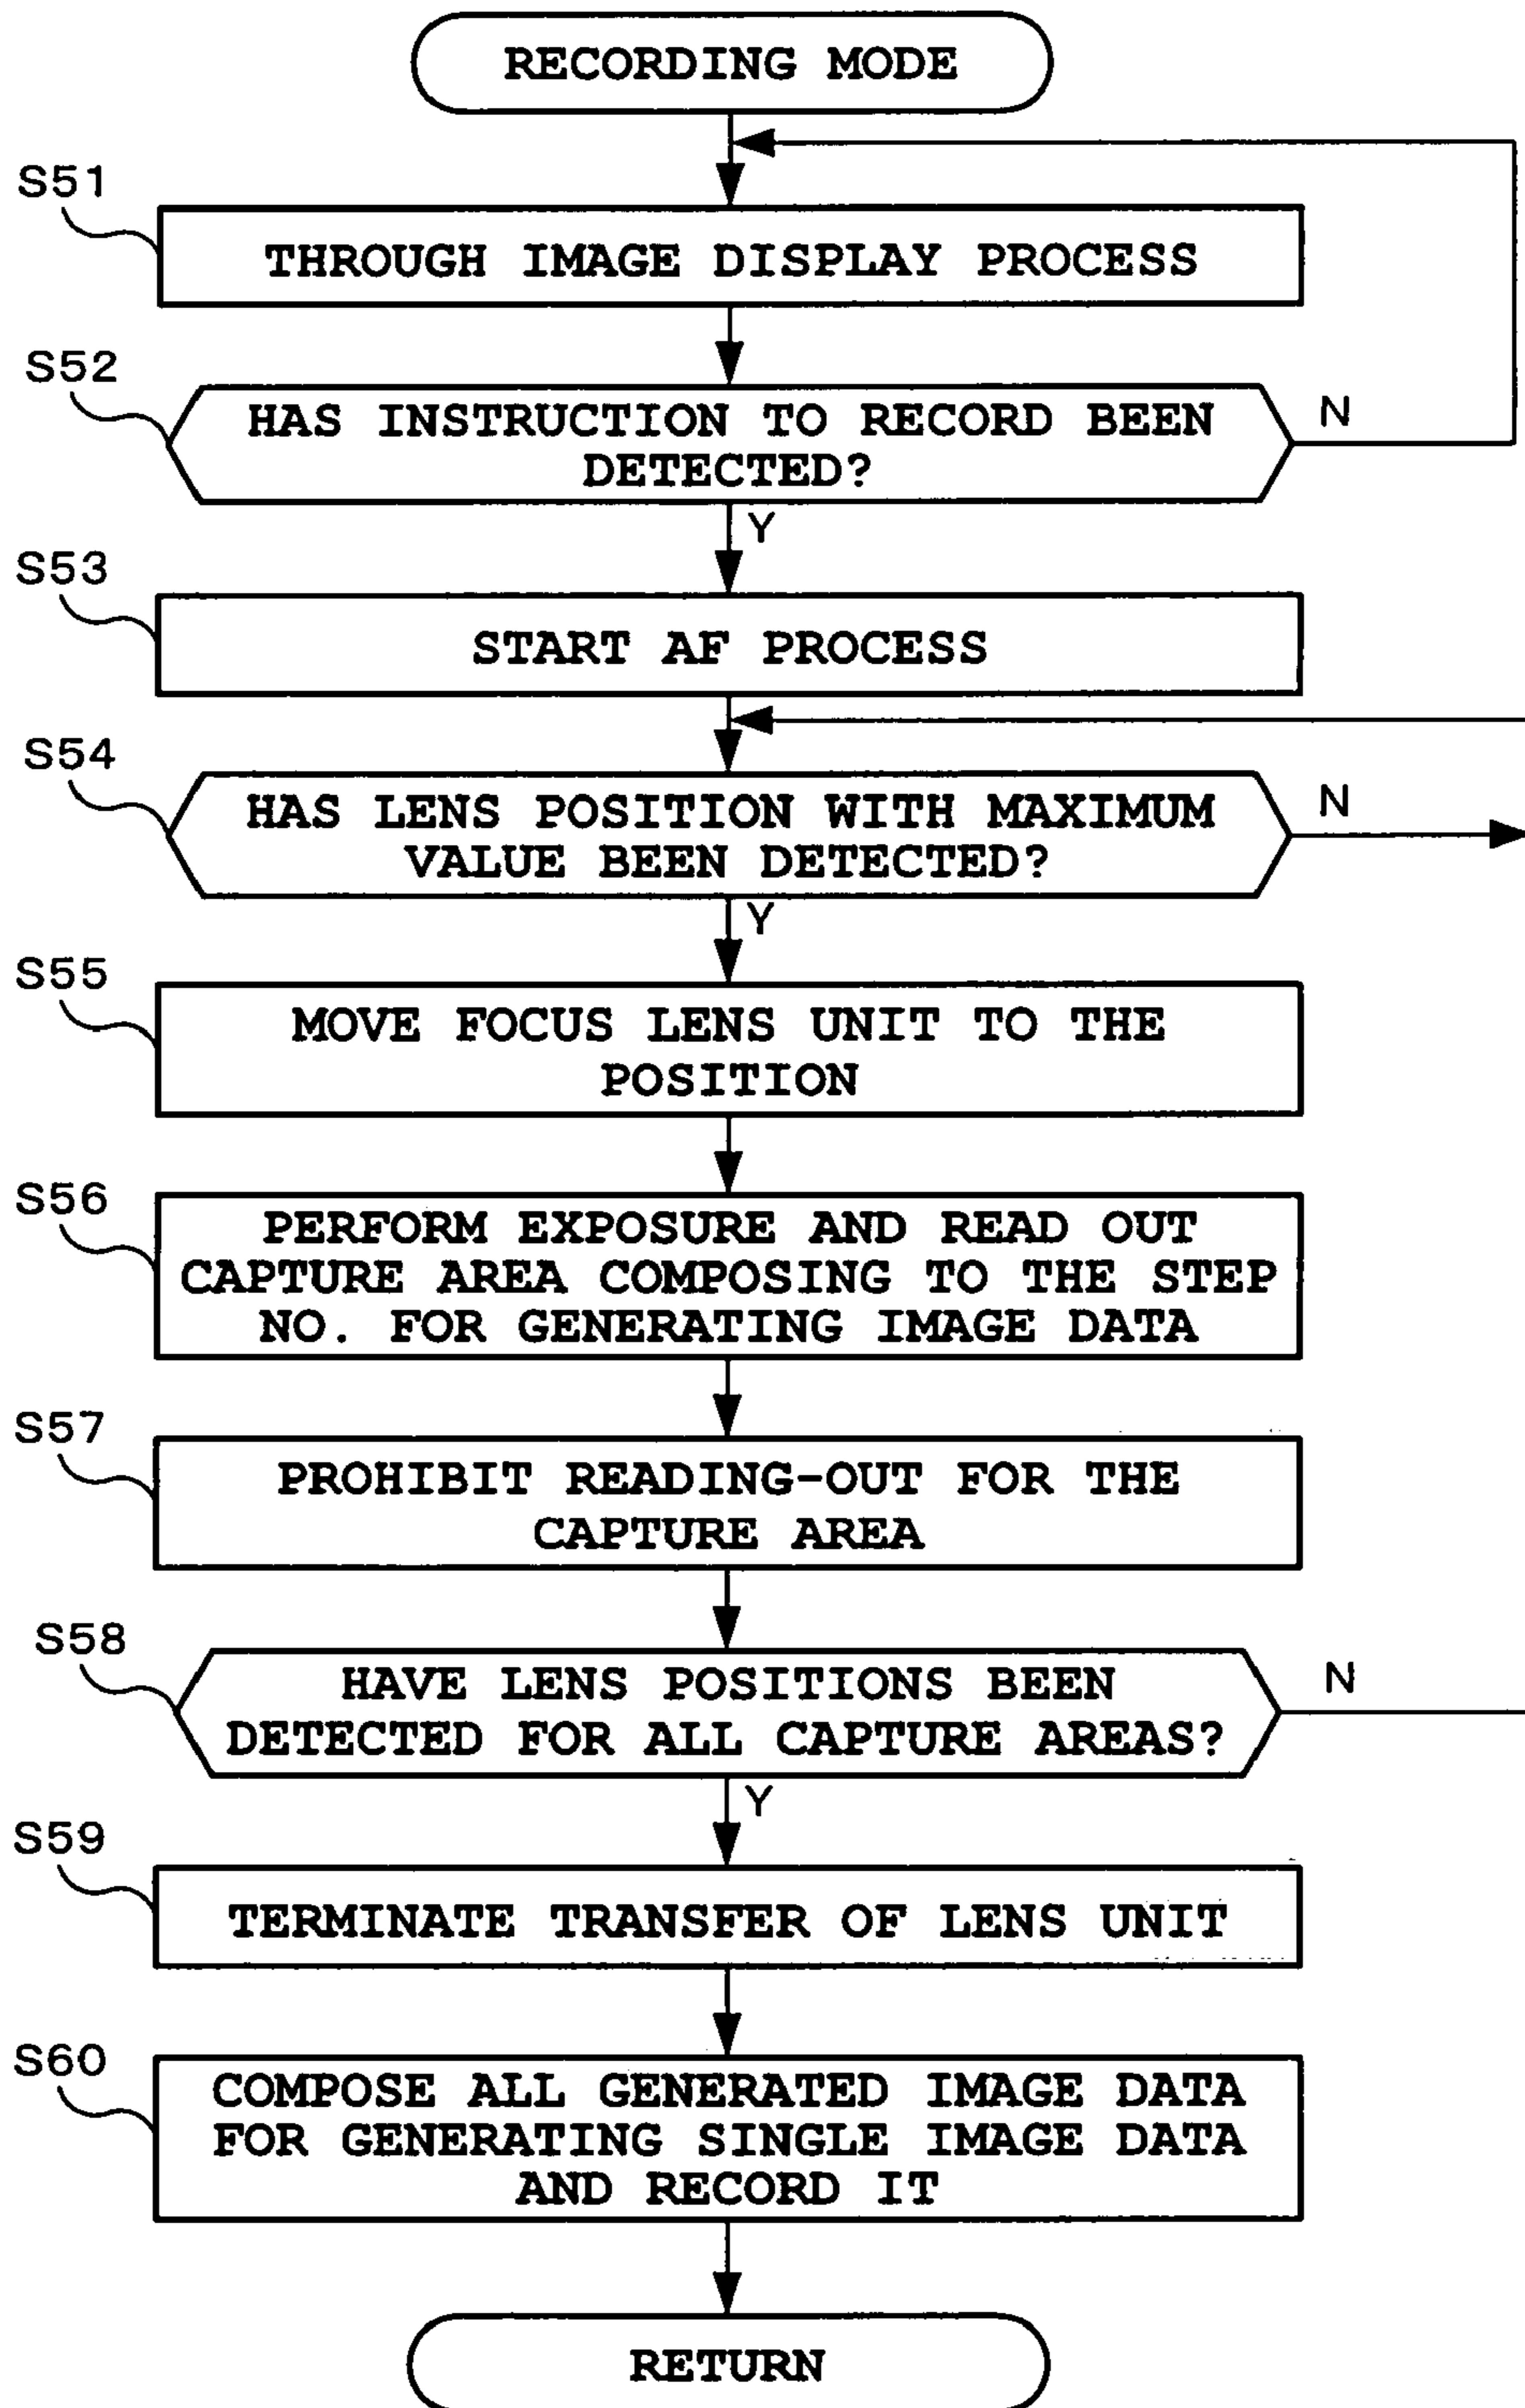 RECORDING MODE
S51
THROUGH IMAGE DISPLAY PROCESS
S52
HAS INSTRUCTION TO RECORD BEEN
DETECTED?
N
Y
S53
START AF PROCESS
S54
HAS LENS POSITION WITH MAXIMUM
VALUE BEEN DETECTED?
N
Y
S55
MOVE FOCUS LENS UNIT TO THE
POSITION
S56
PERFORM EXPOSURE AND READ OUT
CAPTURE AREA COMPOSING TO THE STEP
NO. FOR GENERATING IMAGE DATA
S57
PROHIBIT READING-OUT FOR THE
CAPTURE AREA
S58
HAVE LENS POSITIONS BEEN
DETECTED FOR ALL CAPTURE AREAS?
N
Y
S59
TERMINATE TRANSFER OF LENS UNIT
S60
COMPOSE ALL GENERATED IMAGE DATA
FOR GENERATING SINGLE IMAGE DATA
AND RECORD IT
RETURN